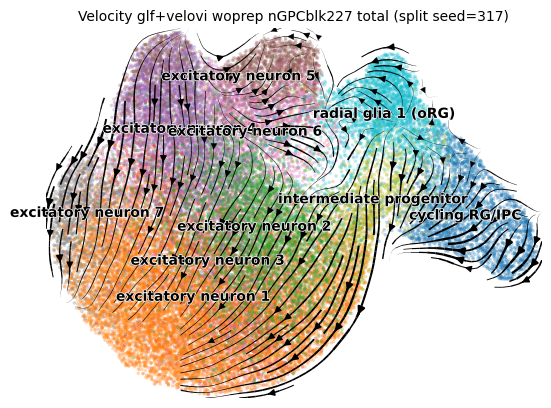 Velocity glf+velovi woprep nGPCblk227 total (split seed=317)
excitatory neuron 5
radial glia 1 (oRG)
excitatory neuron 6
intermediate progenitor
excitatory neuron 7
cycling RG/IPC
excitatory neuron 2
excitatory neuron 3
excitatory neuron 1